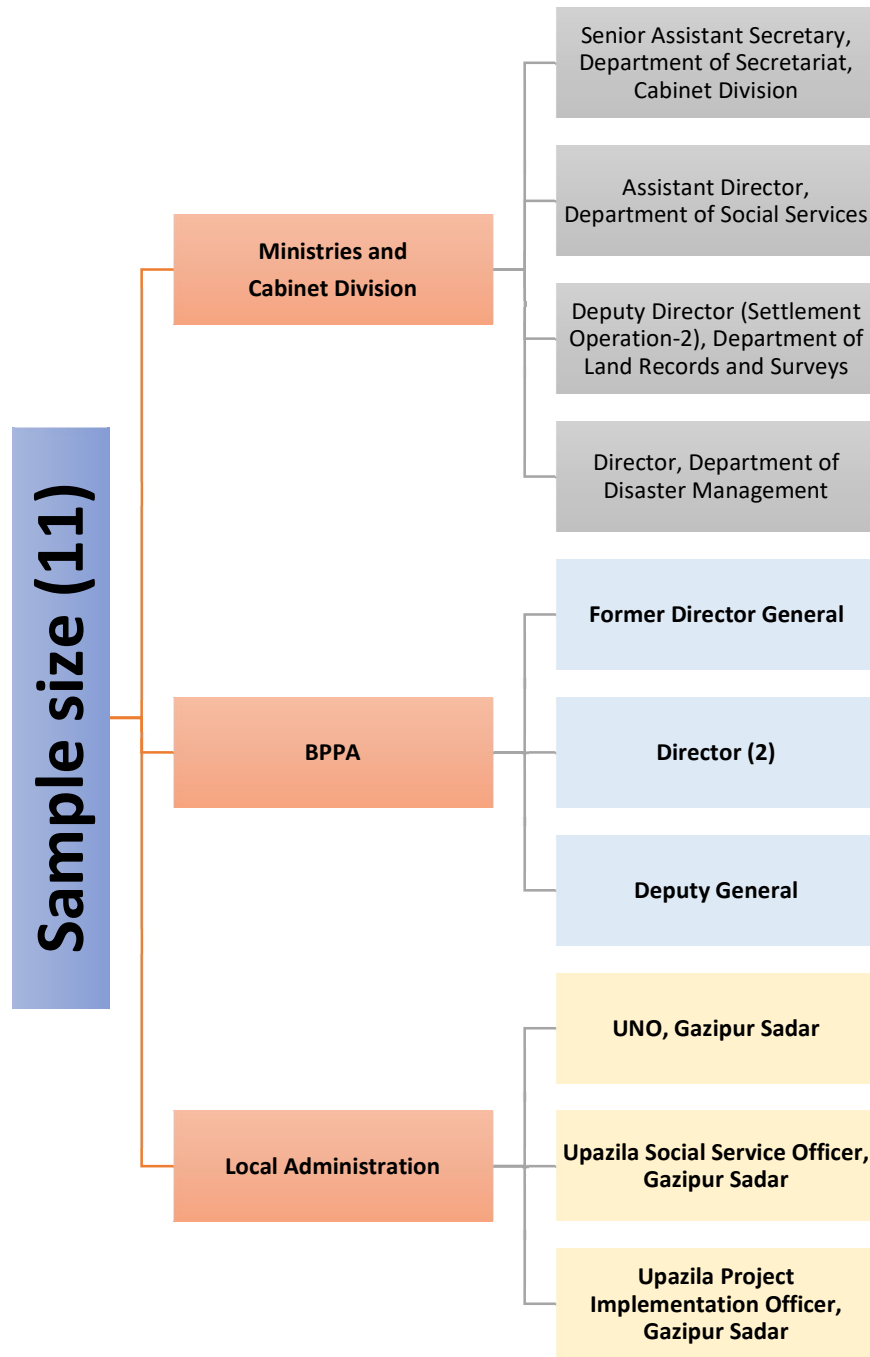 Sample size (11)
Ministries and
Cabinet Division
Senior Assistant Secretary,
Department of Secretariat,
Cabinet Division
Assistant Director,
Department of Social Services
Deputy Director (Settlement
Operation-2), Department of
Land Records and Surveys
Director, Department of
Disaster Management
BPPA
Former Director General
Director (2)
Deputy General
Local Administration
UNO, Gazipur Sadar
Upazila Social Service Officer,
Gazipur Sadar
Upazila Project
Implementation Officer,
Gazipur Sadar